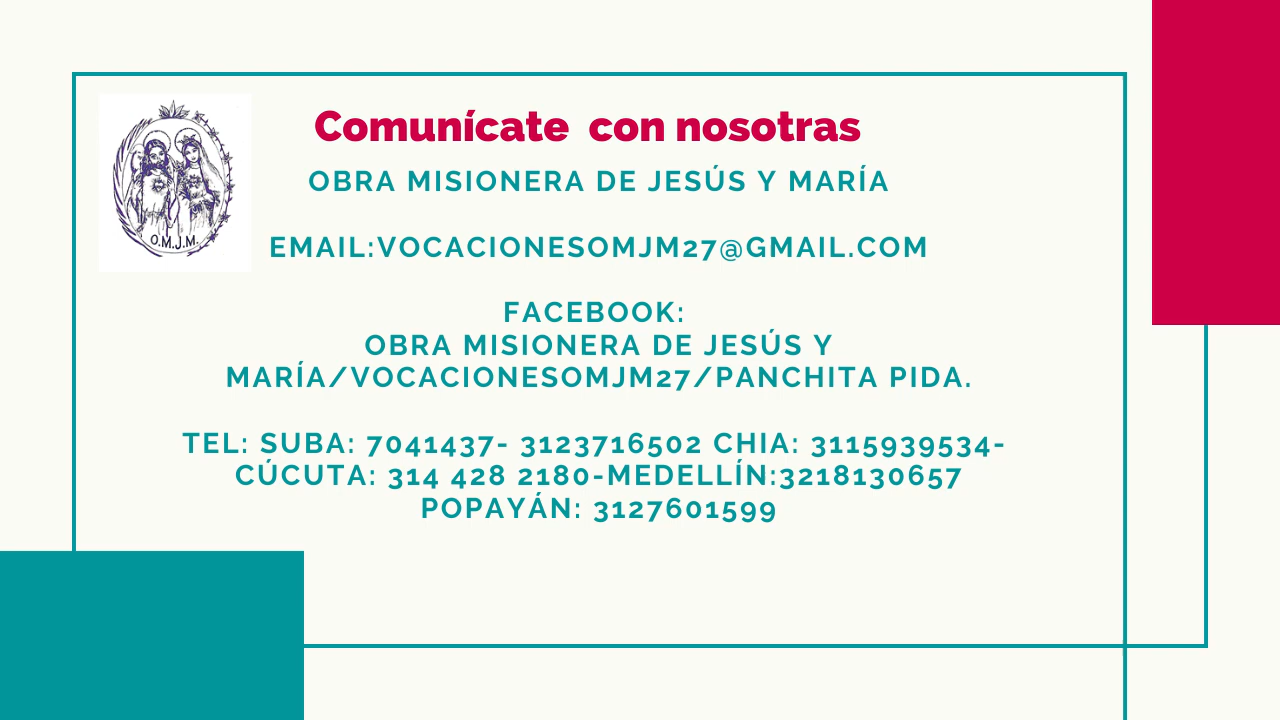 Comunícate con nosotras
OBRA MISIONERA DE JESÚS Y MARÍA
O.M.J.M.
EMAIL:VOCACIONESOMJM27@GMAIL.COM
FACEBOOK:
OBRA MISIONERA DE JESÚS Y
MARÍA/VOCACIONESOMJM27/PANCHITA PIDA.
TEL: SUBA: 7041437- 3123716502 CHIA: 3115939534-
CÚCUTA: 314 428 2180-MEDELLÍN:3218130657
POPAYÁN: 3127601599